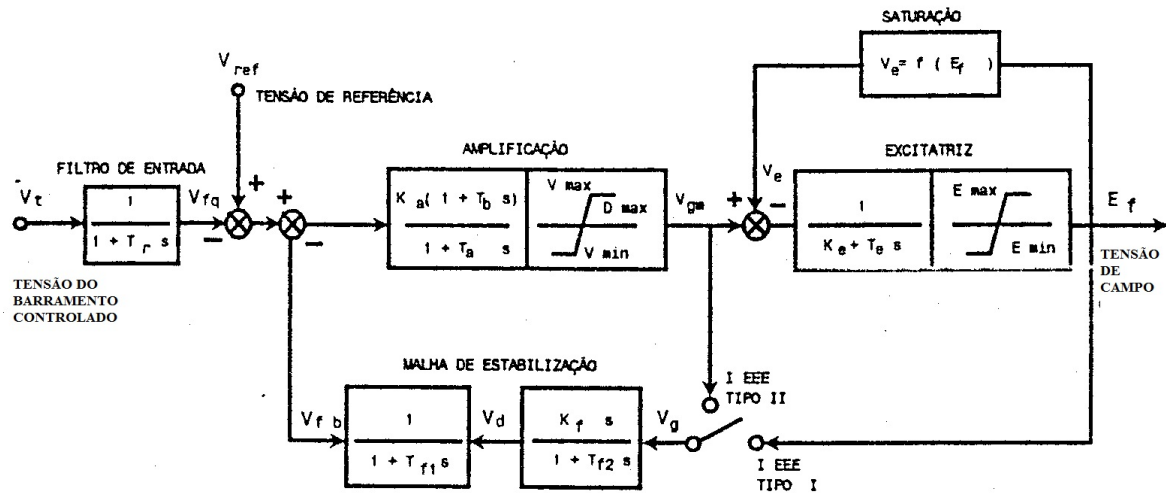 SATURAÇÃO
Ve = f ( Ef )
Vref
TENSÃO DE REFERÊNCIA
FILTRO DE ENTRADA
Vt
1
1 + Tr s
Vfq
+
−
+
−
AMPLIFICAÇÃO
Ka( 1 + Tb s)
1 + Ta s
V max
D max
V min
Vgm
+
Ve
−
EXCITATRIZ
1
Ke + Te s
E max
E min
Ef
TENSÃO DO
BARRAMENTO
CONTROLADO
TENSÃO
DE
CAMPO
MALHA DE ESTABILIZAÇÃO
Vf b
1
1 + Tf1 s
Vd
Kf s
1 + Tf2 s
Vg
I EEE
TIPO II
I EEE
TIPO I